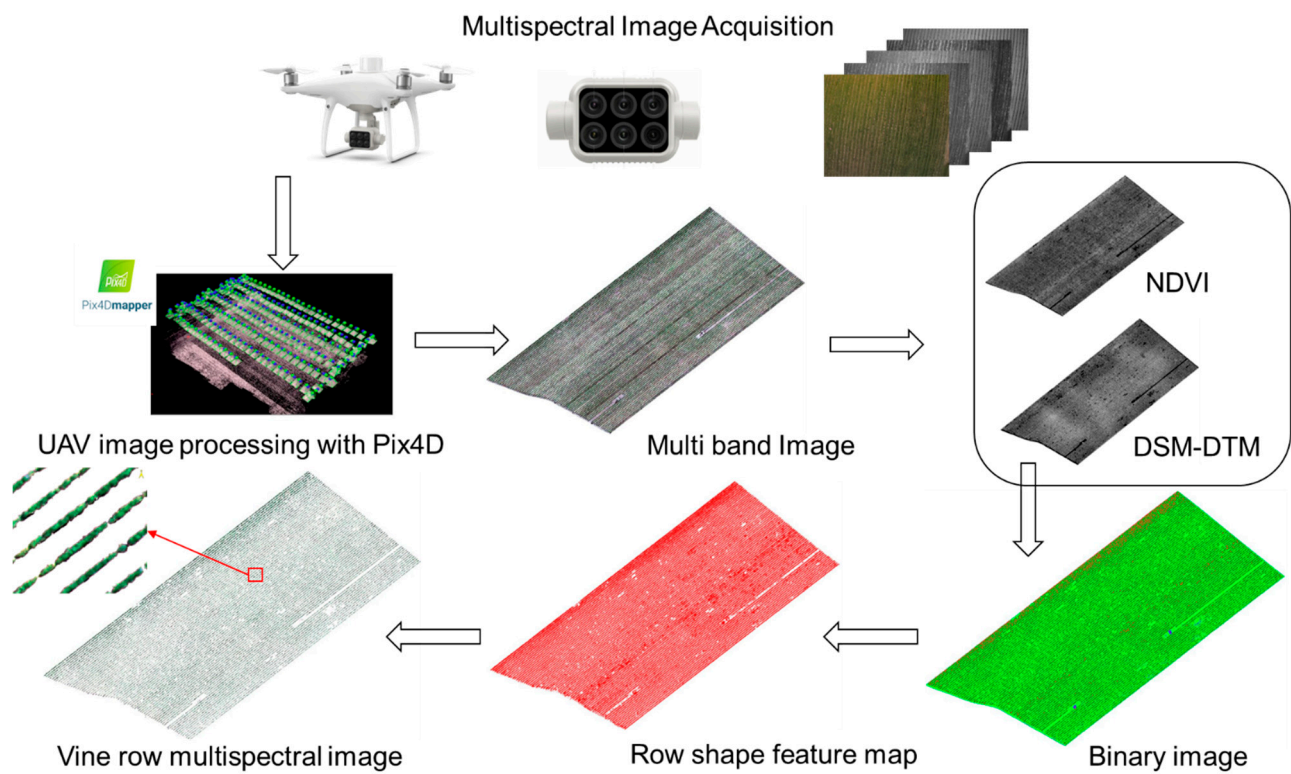 Multispectral Image Acquisition
PIX4D
Pix4Dmapper
NDVI
DSM-DTM
UAV image processing with Pix4D
Multi band Image
A
Vine row multispectral image
Row shape feature map
Binary image